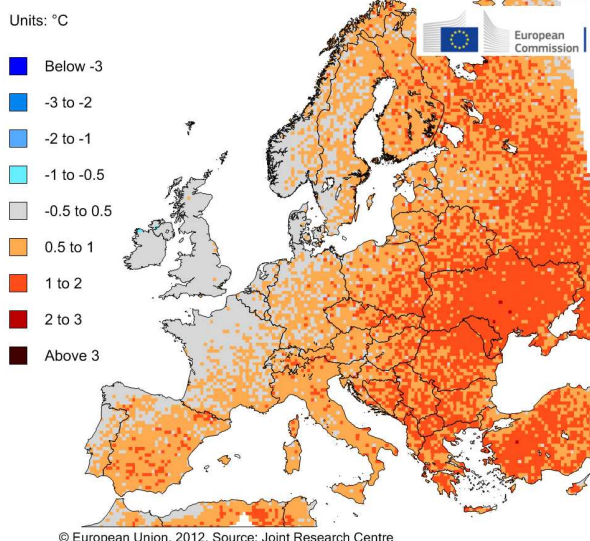 Units: °C
European
Commission
Below -3
-3 to -2
-2 to -1
-1 to -0.5
-0.5 to 0.5
0.5 to 1
1 to 2
2 to 3
Above 3
© European Union, 2012. Source: Joint Research Centre